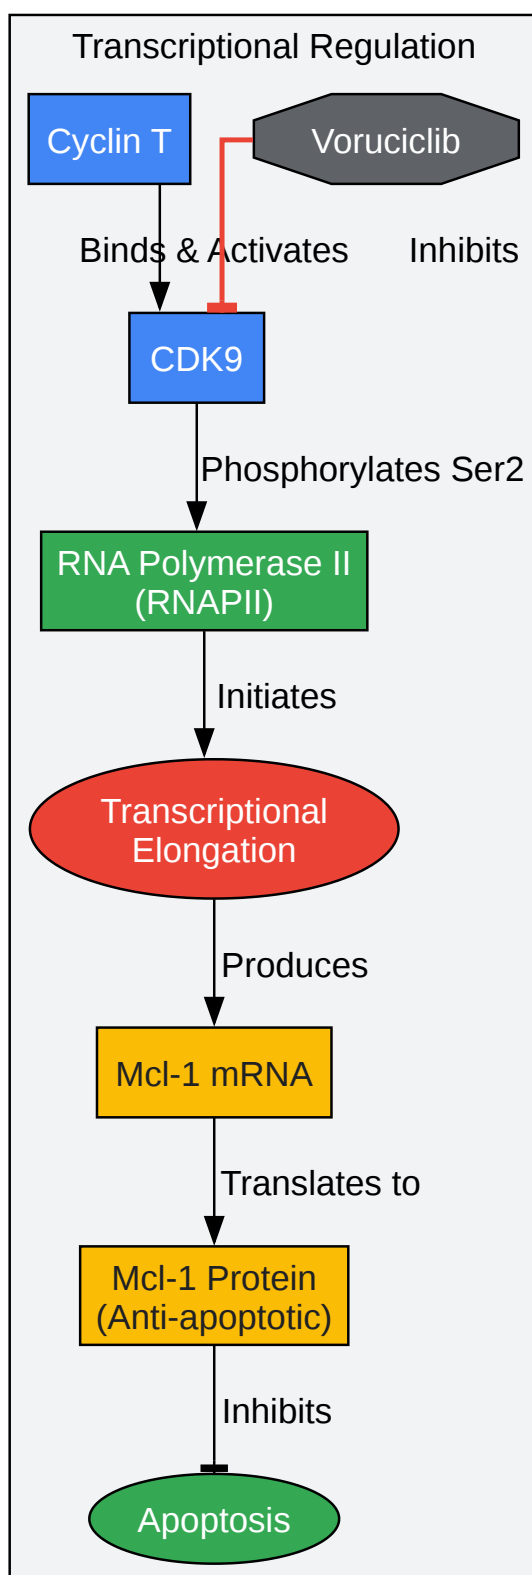 Transcriptional Regulation
Cyclin T
Voruciclib
Binds & Activates
Inhibits
CDK9
Phosphorylates Ser2
RNA Polymerase II
(RNAPII)
Initiates
Transcriptional
Elongation
Produces
Mcl-1 mRNA
Translates to
Mcl-1 Protein
(Anti-apoptotic)
Inhibits
Apoptosis